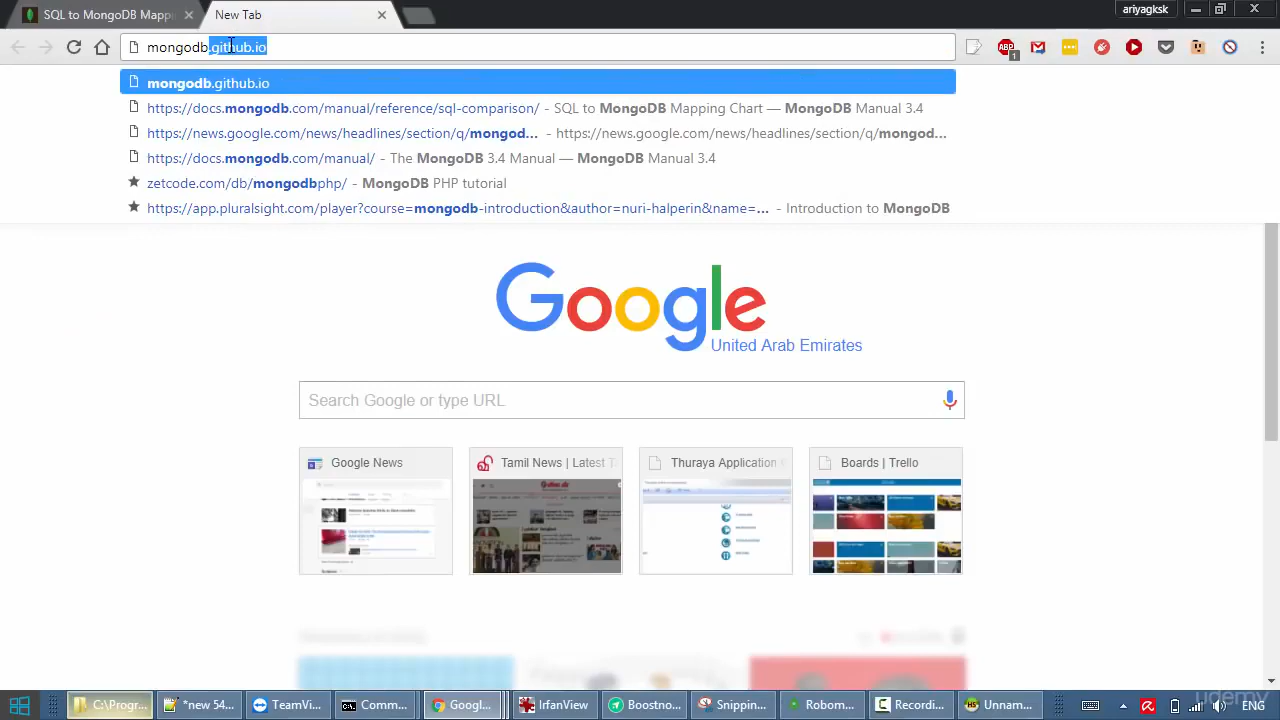 SQL to MongoDB Mappi
New Tab
ariyagksk
mongodb.github.io
1
mongodb.github.io
https://docs.mongodb.com/manual/reference/sql-comparison/ - SQL to MongoDB Mapping Chart — MongoDB Manual 3.4
https://news.google.com/news/headlines/section/q/mongod... - https://news.google.com/news/headlines/section/q/mongod...
https://docs.mongodb.com/manual/ - The MongoDB 3.4 Manual — MongoDB Manual 3.4
zetcode.com/db/mongodbphp/ - MongoDB PHP tutorial
https://app.pluralsight.com/player?course=mongodb-introduction&author=nuri-halperin&name=... - Introduction to MongoDB
Google
United Arab Emirates
Search Google or type URL
Google News
Tamil News | Latest T
Thuraya Application
Boards | Trello
C:\Progr...
*new 54...
TeamVi...
Comm...
Googl...
IrfanView
Boostno...
Snippin...
Robom...
Recordi...
Unnam...
ENG
udemy